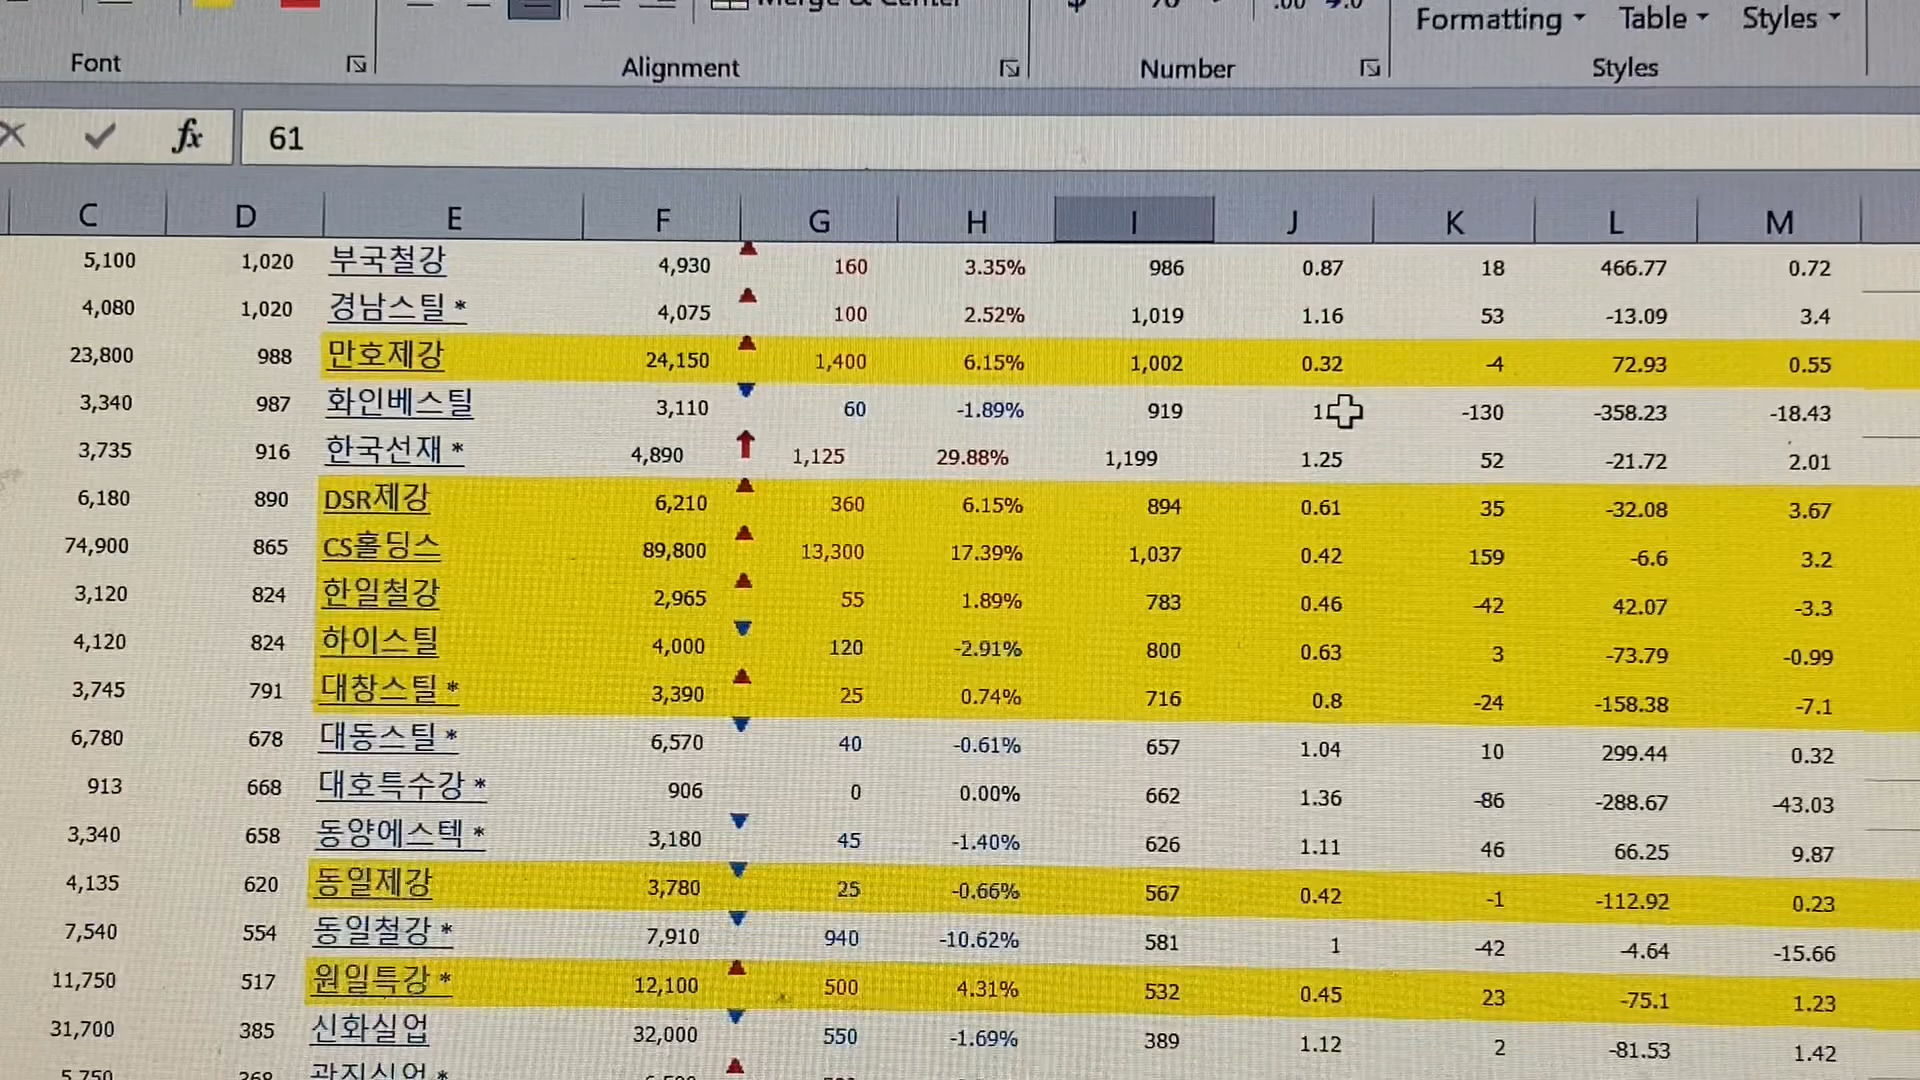 Formatting Table Styles
Font Alignment Number Styles
fx 61
C D E F G H I J K L M
5,100 1,020 부국철강 4,930 160 3.35% 986 0.87 18 466.77 0.72
4,080 1,020 경남스틸 * 4,075 100 2.52% 1,019 1.16 53 -13.09 3.4
23,800 988 만호제강 24,150 1,400 6.15% 1,002 0.32 -4 72.93 0.55
3,340 987 화인베스틸 3,110 60 -1.89% 919 -130 -358.23 -18.43
3,735 916 한국선재 * 4,890 1,125 29.88% 1,199 1.25 52 -21.72 2.01
6,180 890 DSR제강 6,210 360 6.15% 894 0.61 35 -32.08 3.67
74,900 865 CS홀딩스 89,800 13,300 17.39% 1,037 0.42 159 -6.6 3.2
3,120 824 한일철강 2,965 55 1.89% 783 0.46 -42 42.07 -3.3
4,120 824 하이스틸 4,000 120 -2.91% 800 0.63 3 -73.79 -0.99
3,745 791 대창스틸 * 3,390 25 0.74% 716 0.8 -24 -158.38 -7.1
6,780 678 대동스틸 * 6,570 40 -0.61% 657 1.04 10 299.44 0.32
913 668 대호특수강 * 906 0 0.00% 662 1.36 -86 -288.67 -43.03
3,340 658 동양에스텍 * 3,180 45 -1.40% 626 1.11 46 66.25 9.87
4,135 620 동일제강 3,780 25 -0.66% 567 0.42 -1 -112.92 0.23
7,540 554 동일철강 * 7,910 940 -10.62% 581 1 -42 -4.64 -15.66
11,750 517 원일특강 * 12,100 500 4.31% 532 0.45 23 -75.1 1.23
31,700 385 신화실업 32,000 550 -1.69% 389 1.12 2 -81.53 1.42